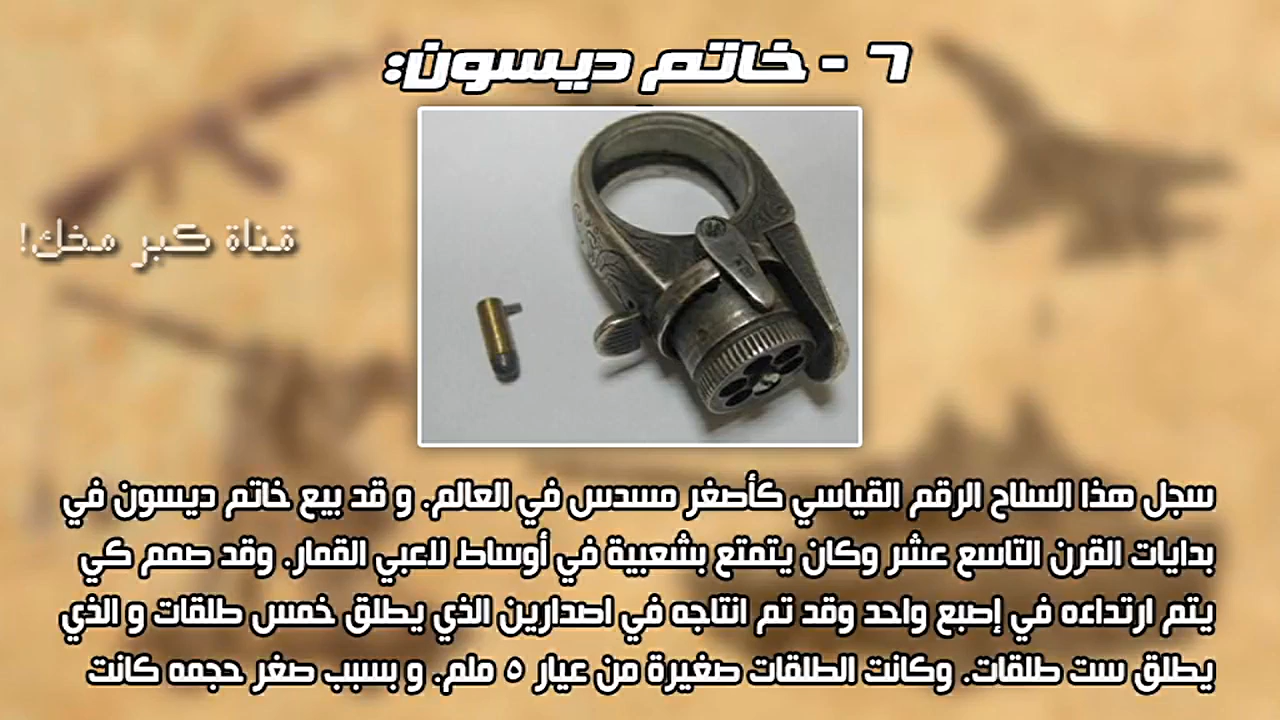 ٦ - خاتم ديسون:
قناة كبر مخك!
سجل هذا السلاح الرقم القياسي كأصغر مسدس في العالم. و قد بيع خاتم ديسون في
بدايات القرن التاسع عشر وكان يتمتع بشعبية في أوساط لاعبي القمار. وقد صمم كي
يتم ارتداءه في إصبع واحد وقد تم انتاجه في اصدارين الذي يطلق خمس طلقات و الذي
يطلق ست طلقات. وكانت الطلقات صغيرة من عيار ٥ ملم. و بسبب صغر حجمه كانت